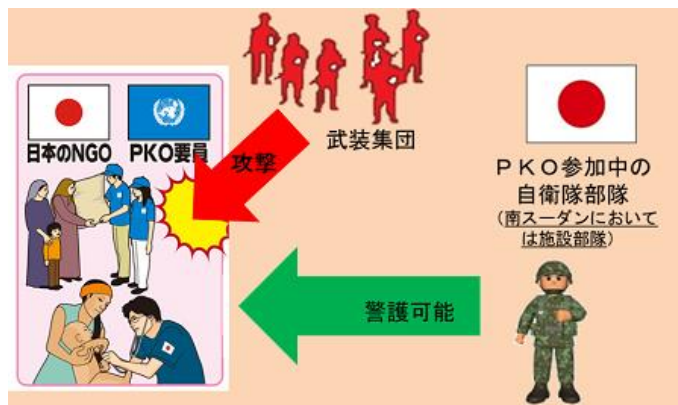 日本のNGO
PKO要員
武装集団
攻撃
PKO参加中の
自衛隊部隊
(南スーダンにおいて
は施設部隊)
警護可能